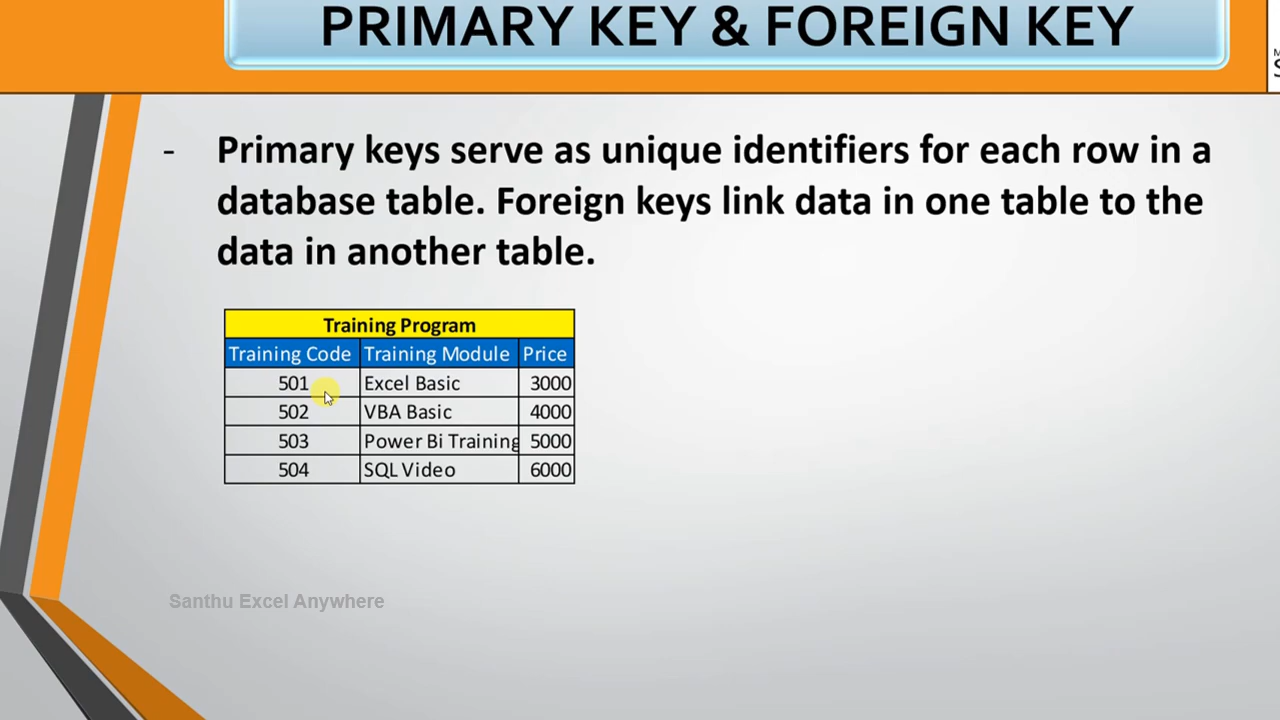 PRIMARY KEY & FOREIGN KEY
M
S
- Primary keys serve as unique identifiers for each row in a
database table. Foreign keys link data in one table to the
data in another table.
Training Program
Training Code Training Module Price
501 Excel Basic 3000
502 VBA Basic 4000
503 Power Bi Training 5000
504 SQL Video 6000
Santhu Excel Anywhere